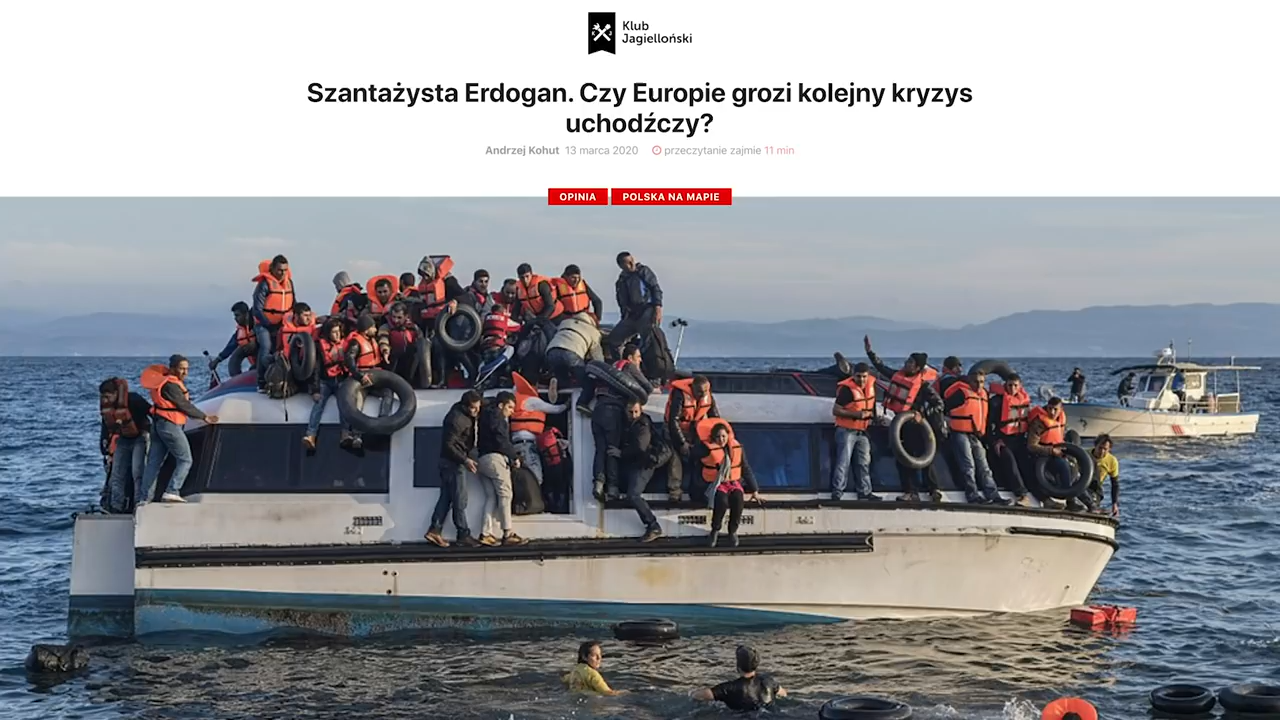 Klub
Jagielloński
Szantażysta Erdogan. Czy Europie grozi kolejny kryzys
uchodźczy?
Andrzej Kohut 13 marca 2020 przeczytanie zajmie 11 min
OPINIA POLSKA NA MAPIE